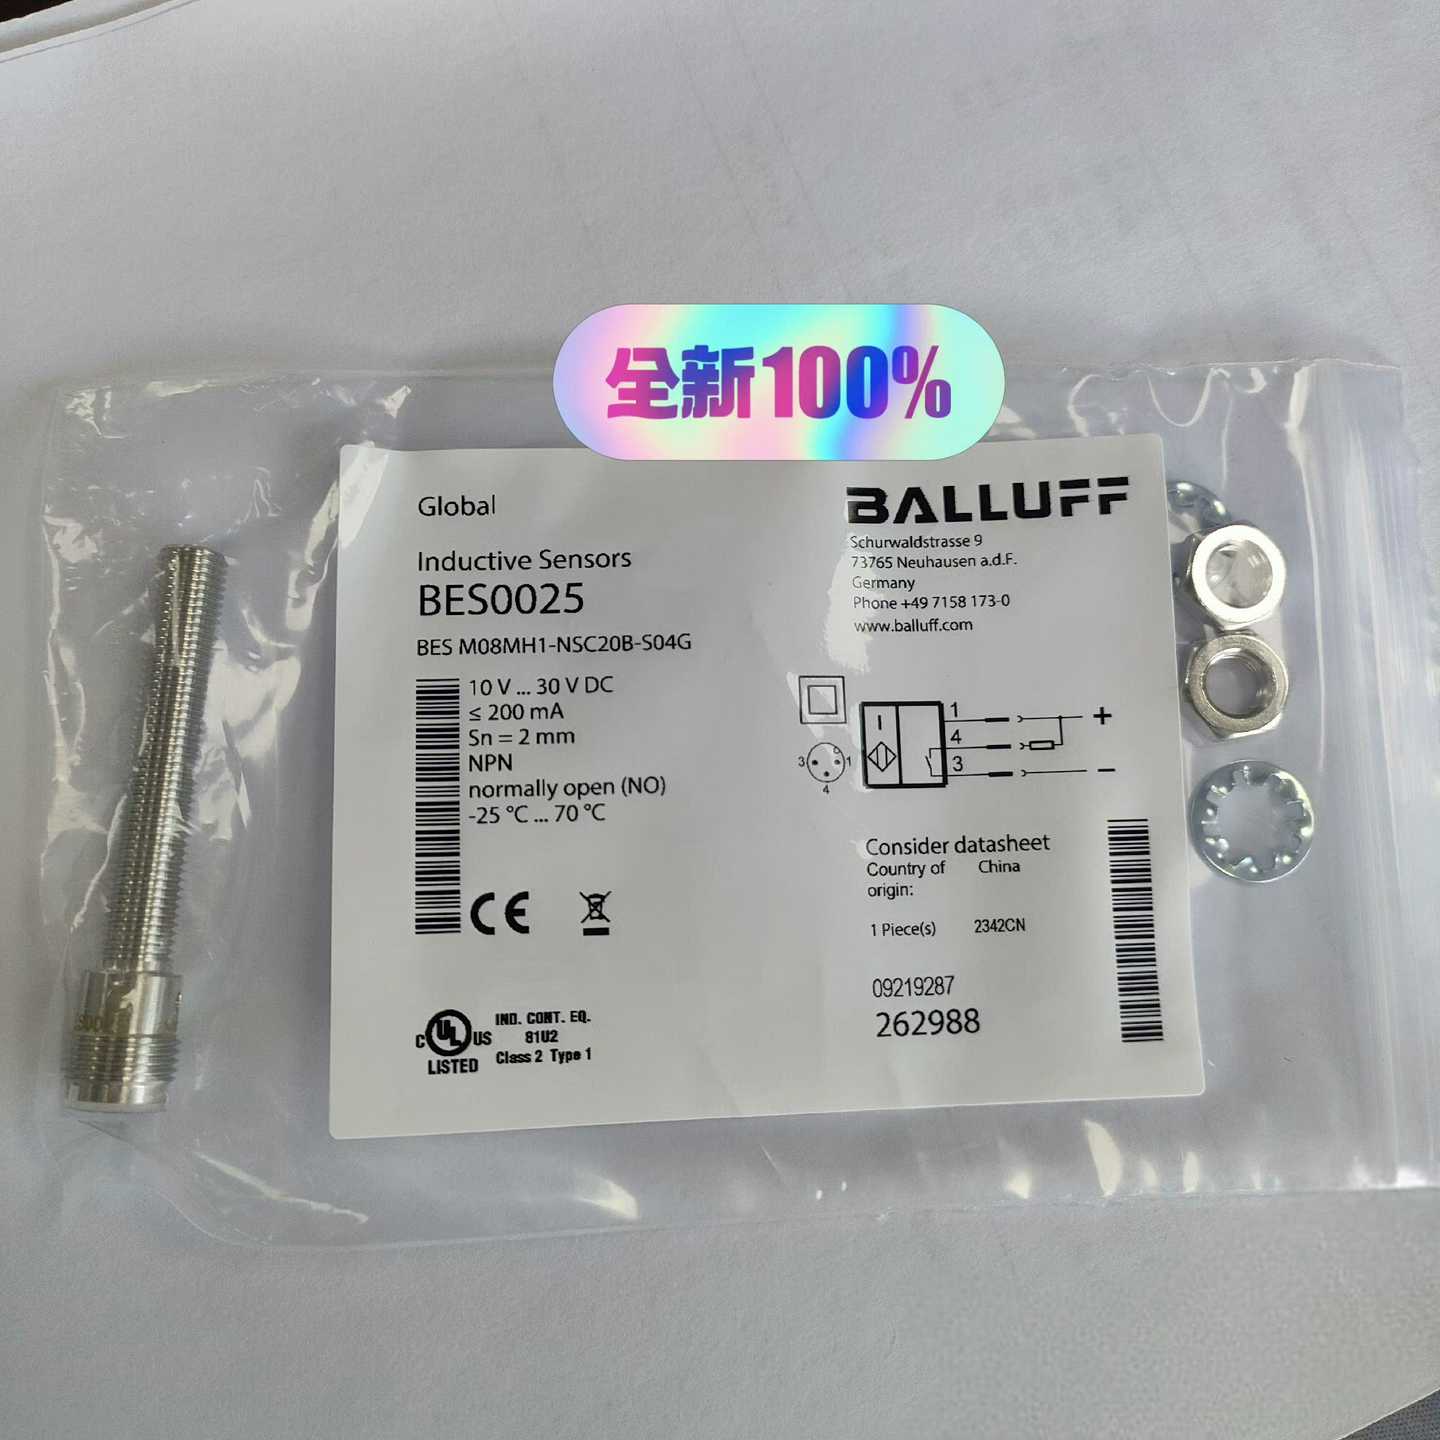 全新100%
Global
BALLUFF
Schurwaldstrasse 9
73765 Neuhausen a.d.F.
Germany
Phone +49 7158 173-0
www.balluff.com
Inductive Sensors
BES0025
BES M08MH1-NSC20B-S04G
10 V ... 30 V DC
≤ 200 mA
Sn = 2 mm
NPN
normally open (NO)
-25 °C ... 70 °C
CE
1
4
3
+
−
3
1
4
Consider datasheet
Country of origin: China
1 Piece(s) 2342CN
09219287
262988
C UL US
LISTED
IND. CONT. EQ.
81U2
Class 2 Type 1